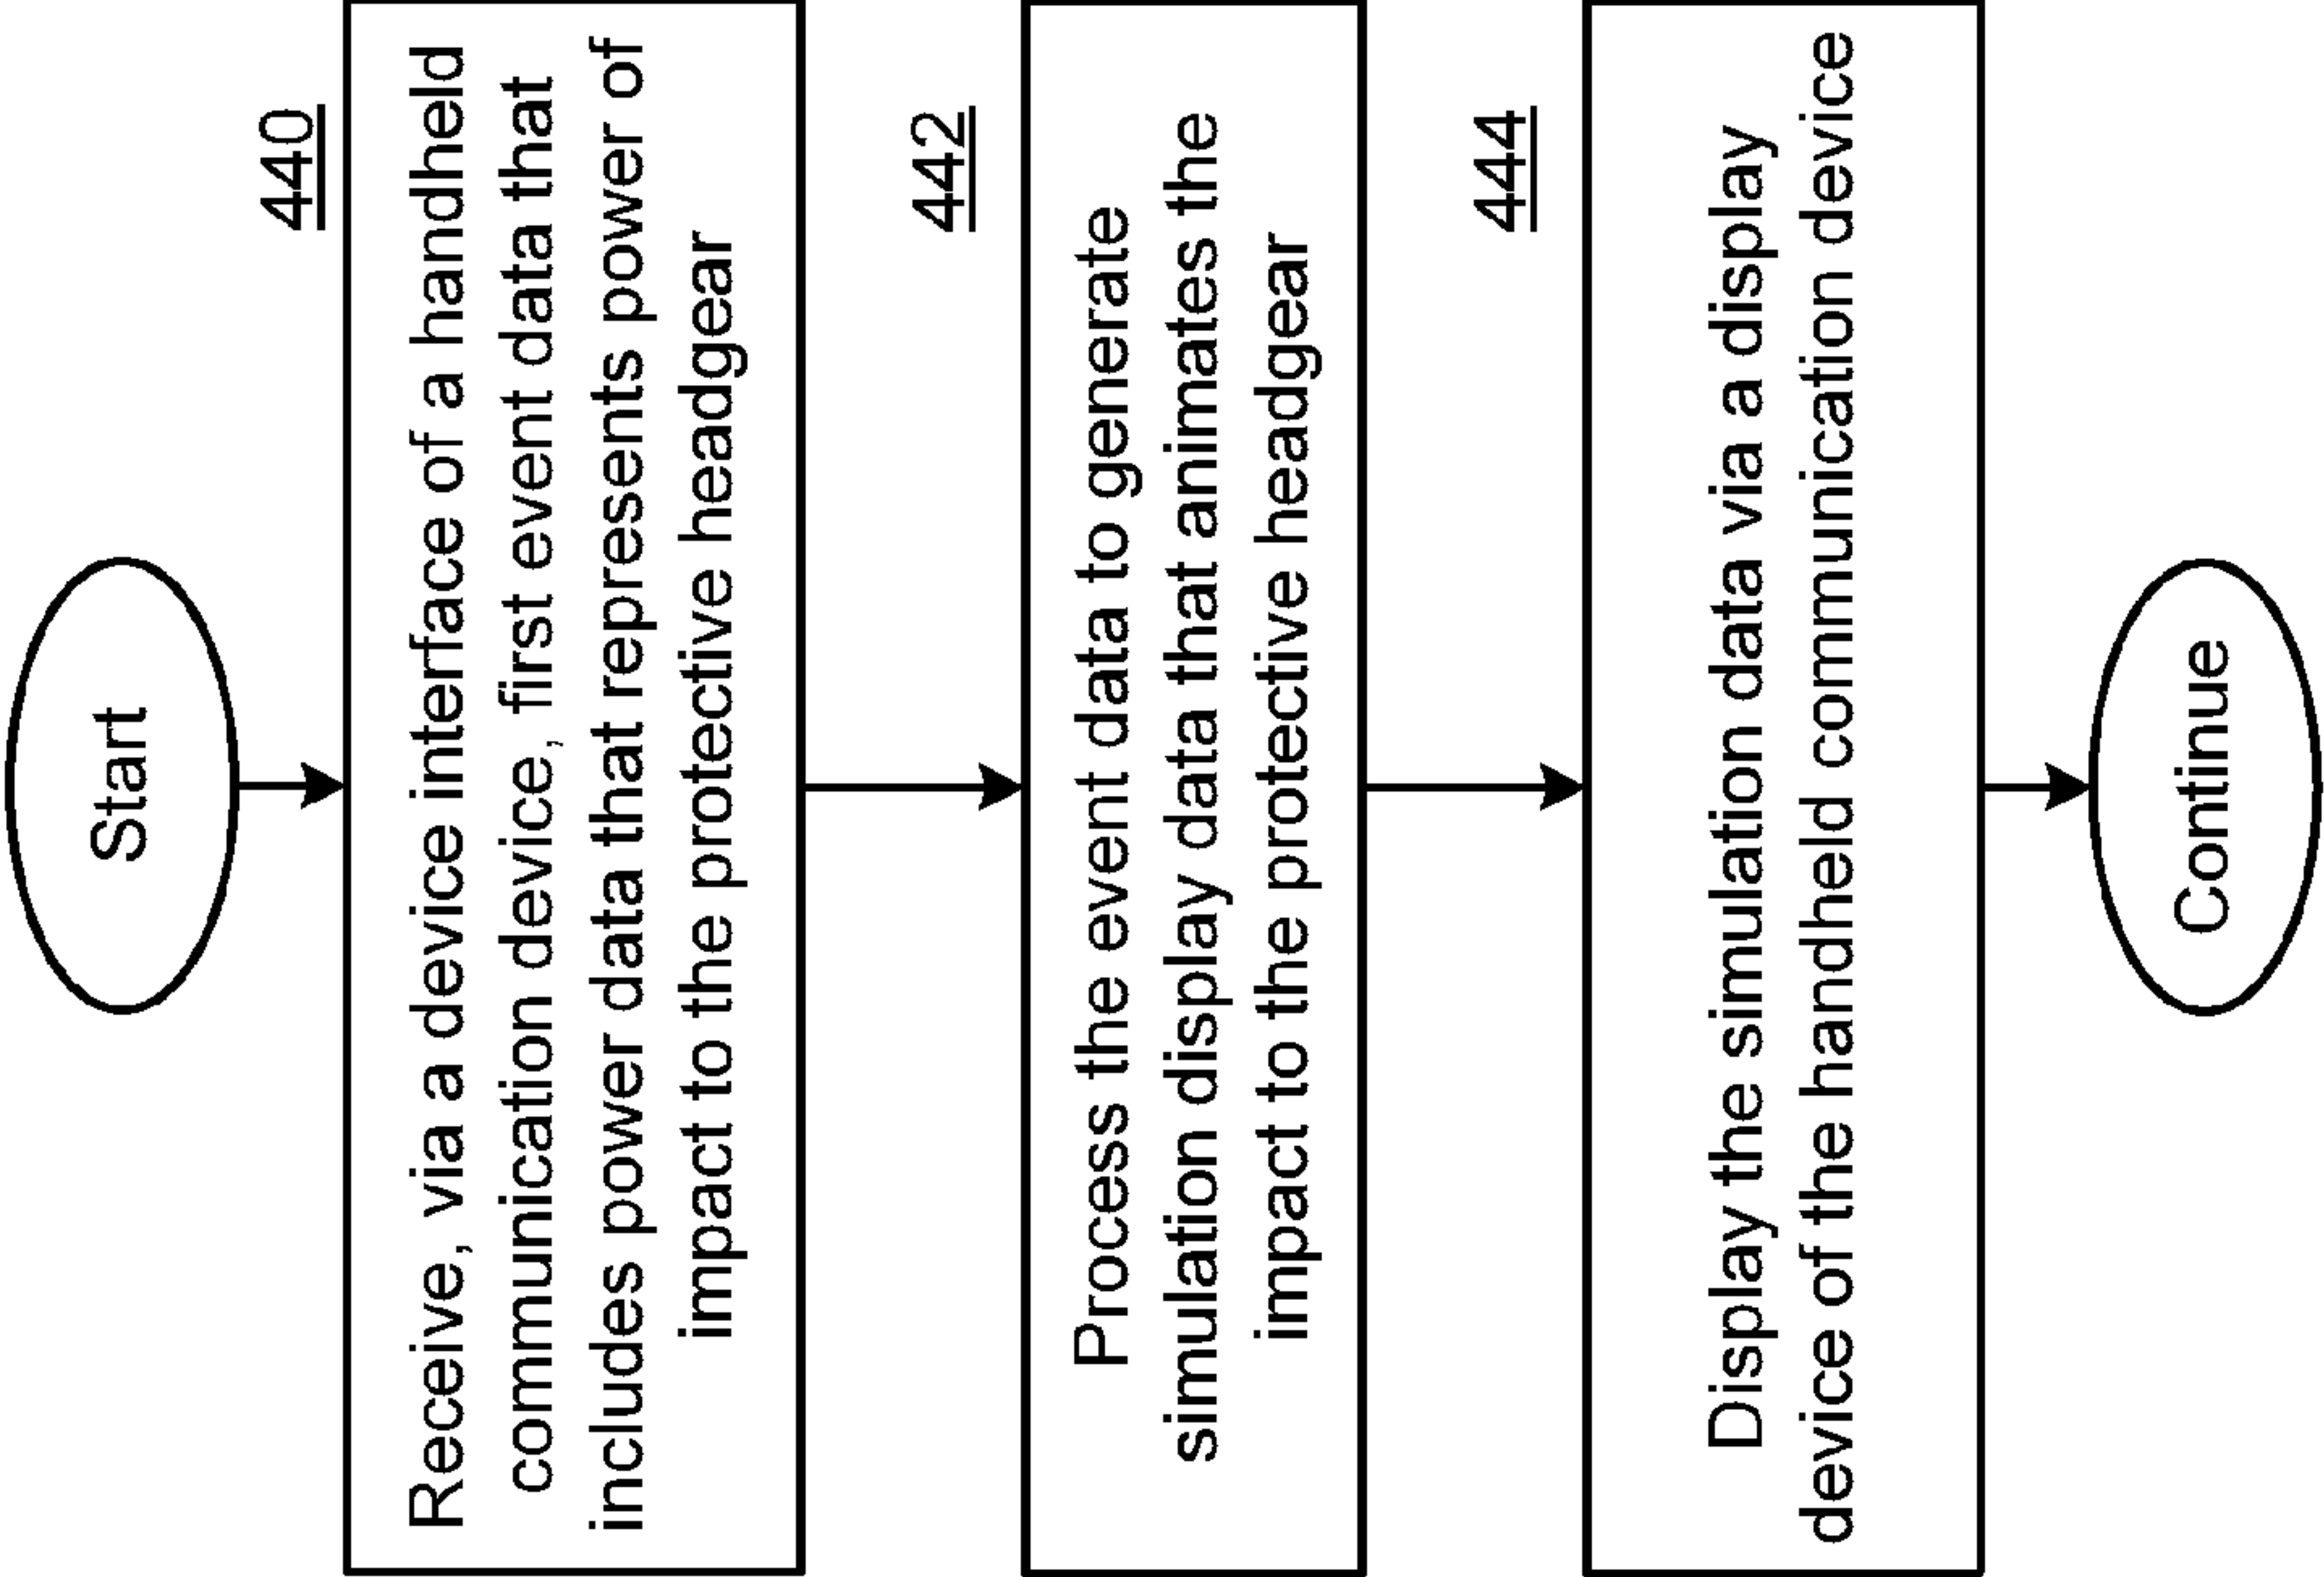 Start
440
Receive, via a device interface of a handheld
communication device, first event data that
includes power data that represents power of
impact to the protective headgear
442
Process the event data to generate
simulation display data that animates the
impact to the protective headgear
444
Display the simulation data via a display
device of the handheld communication device
Continue